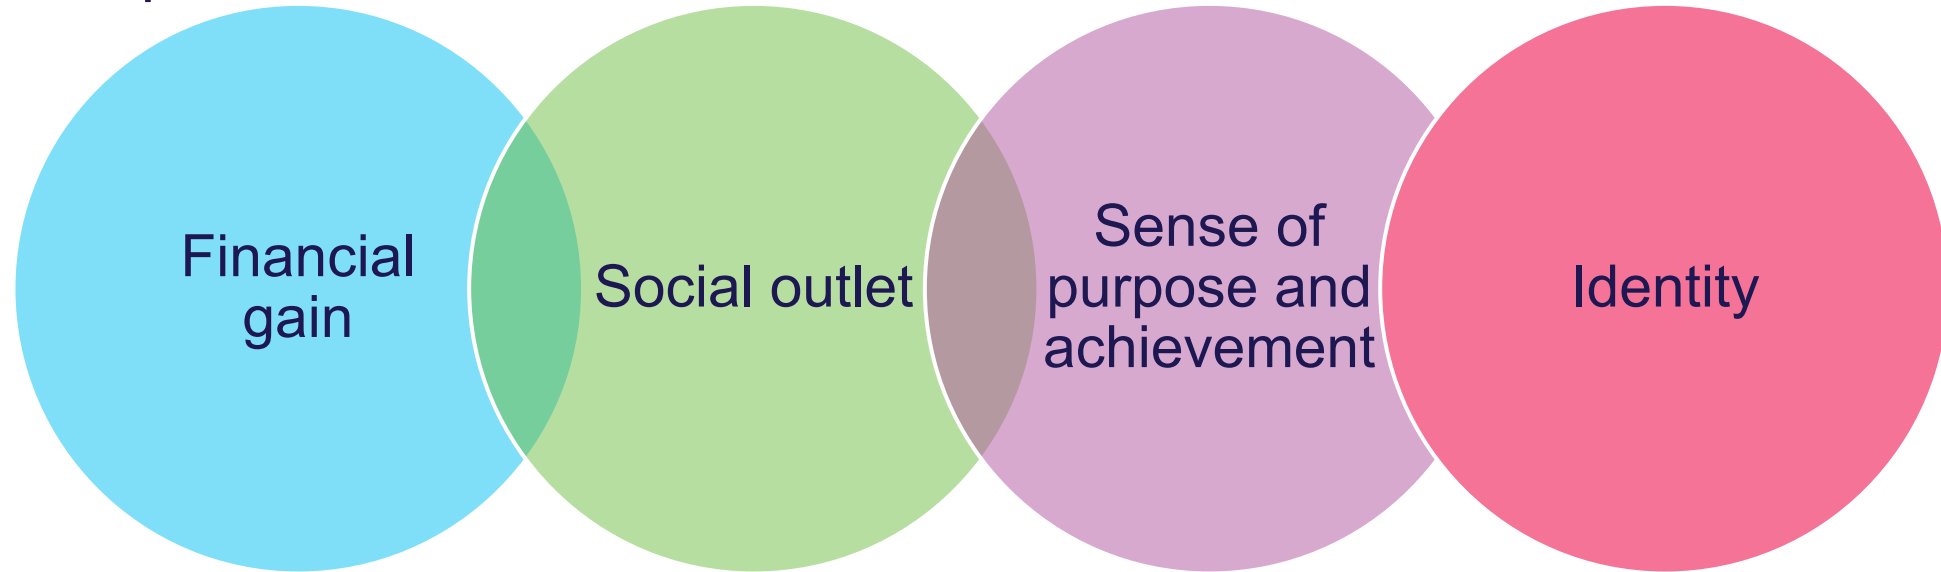 Financial
gain
Social outlet
Sense of
purpose and
achievement
Identity